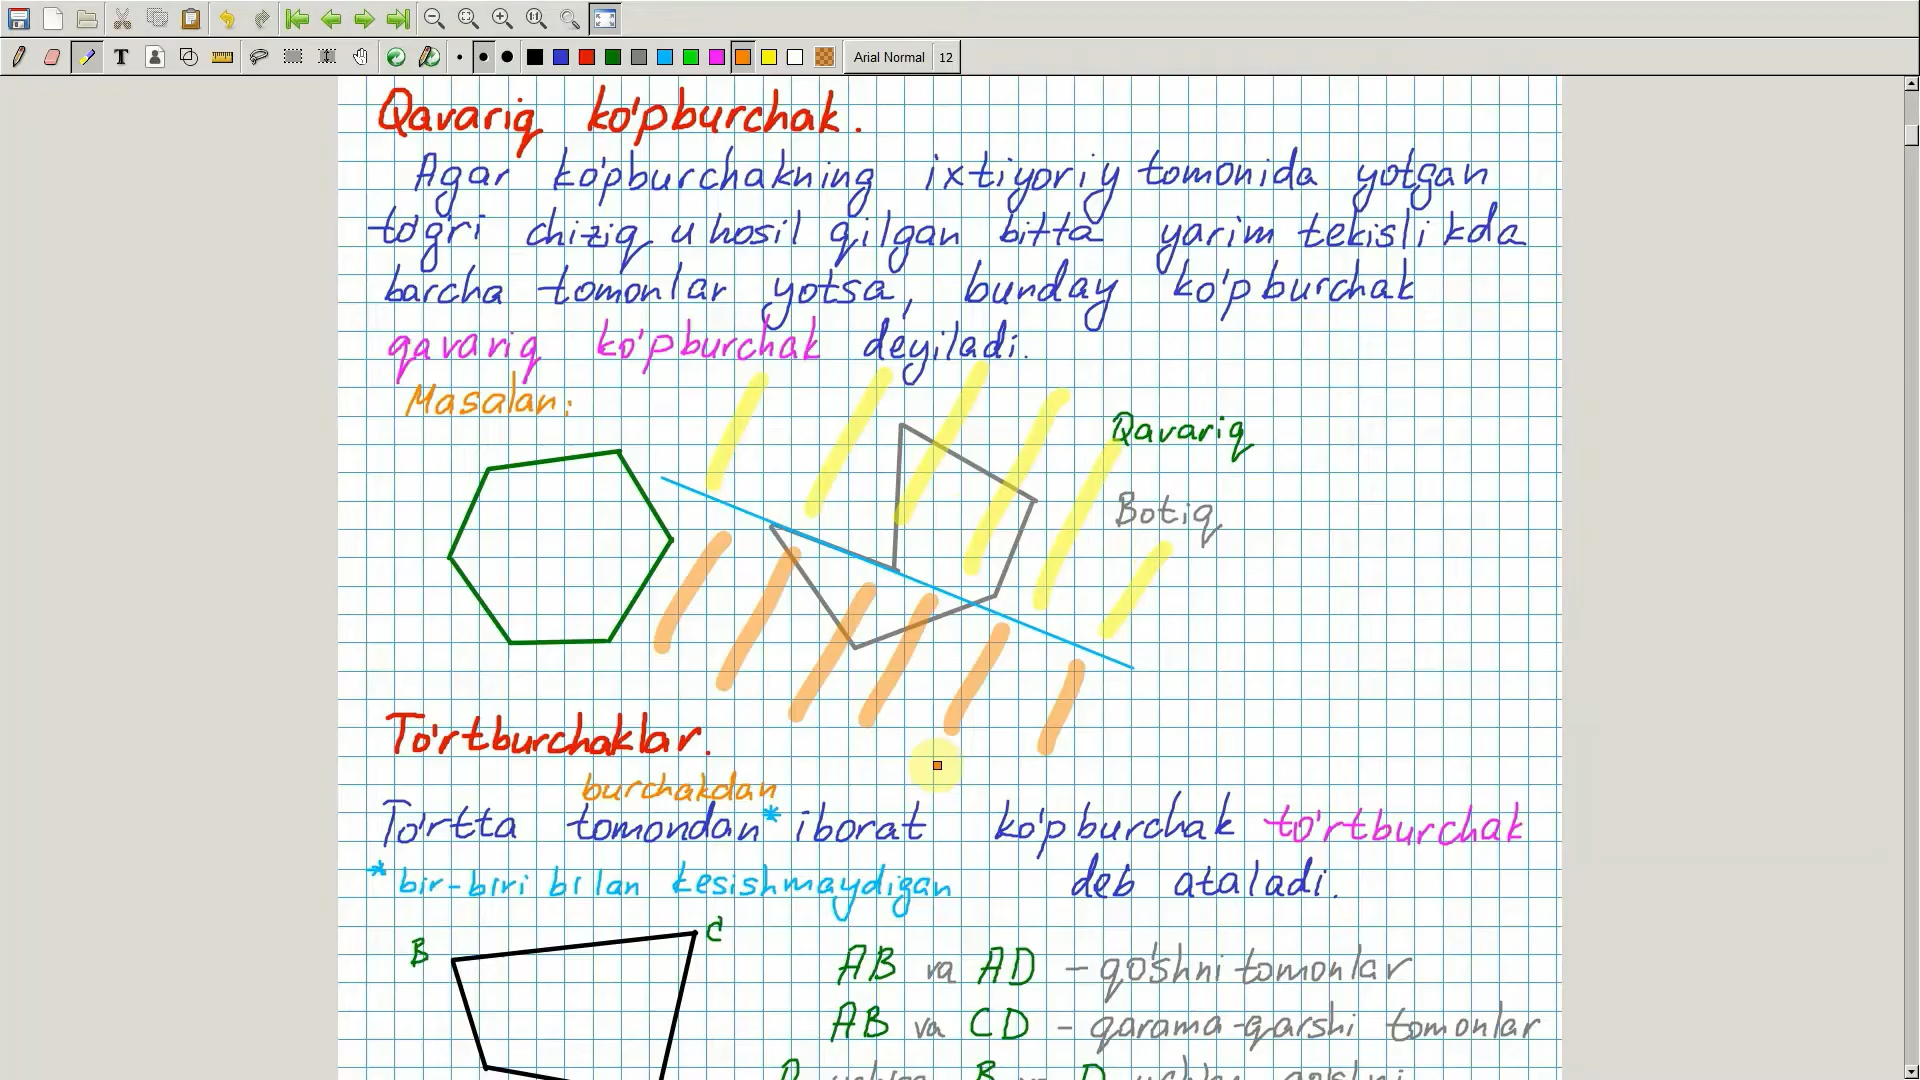 Arial Normal 12
Qavariq ko'pburchak.
Agar ko'pburchakning ixtiyoriy tomonida yotgan
to'g'ri chiziq u hosil qilgan bitta yarim tekislikda
barcha tomonlar yotsa, bunday ko'pburchak
qavariq ko'pburchak deyiladi.
Masalan:
Qavariq
Botiq
To'rtburchaklar.
burchakdan
To'rtta tomondan* iborat ko'pburchak to'rtburchak
*bir-biri bilan kesishmaydigan deb ataladi.
B C
AB va AD - qo'shni tomonlar
AB va CD - qarama-qarshi tomonlar